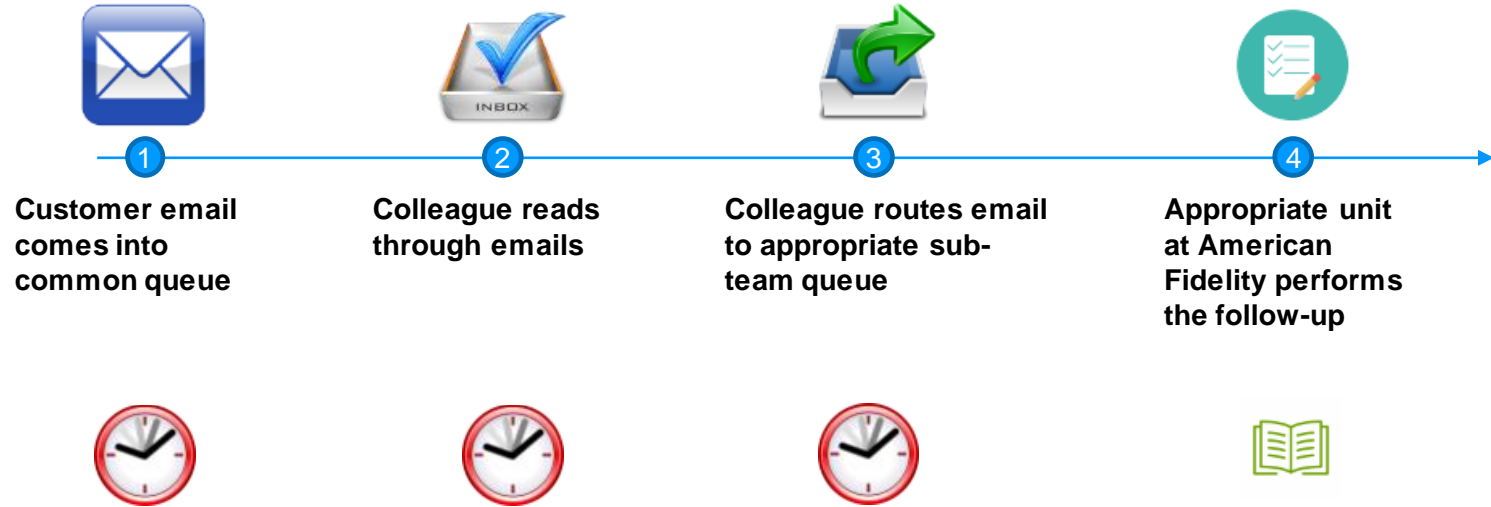 INBOX
1
2
3
4
Customer email
comes into
common queue
Colleague reads
through emails
Colleague routes email
to appropriate sub-
team queue
Appropriate unit
at American
Fidelity performs
the follow-up